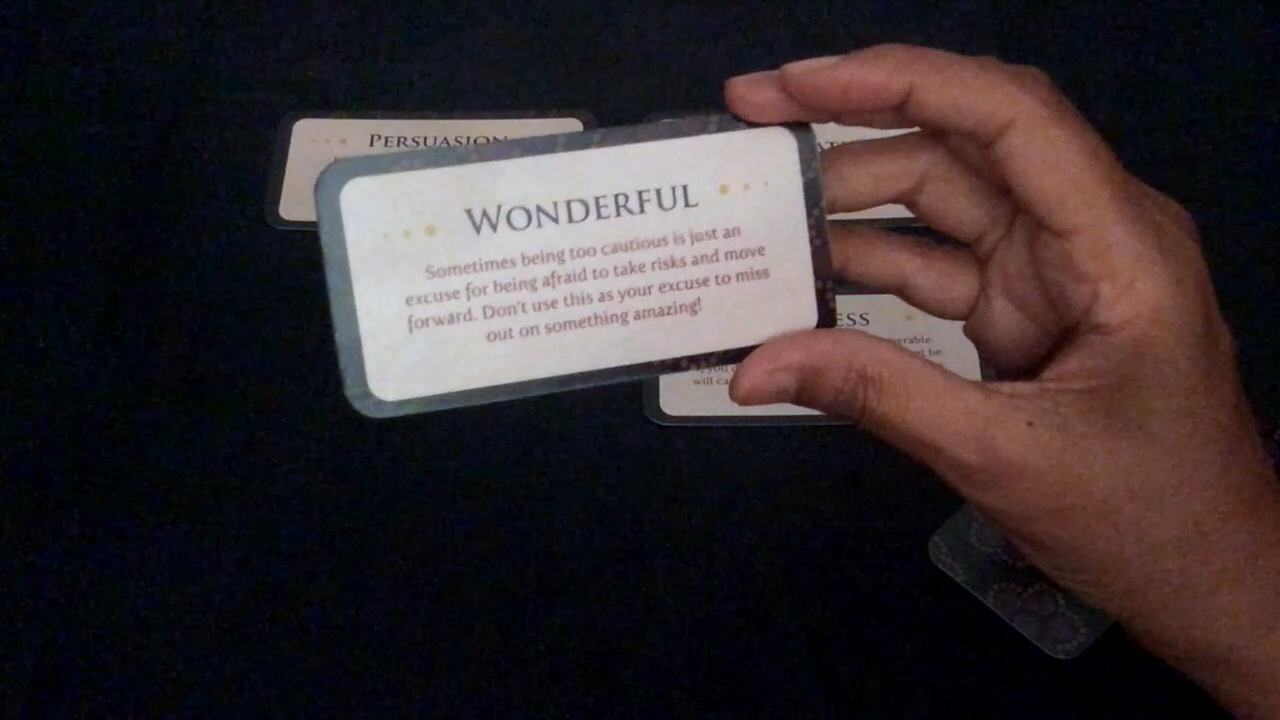 PERSUASION
WONDERFUL
Sometimes being too cautious is just an
excuse for being afraid to take risks and move
forward. Don't use this as your excuse to miss
out on something amazing!
will